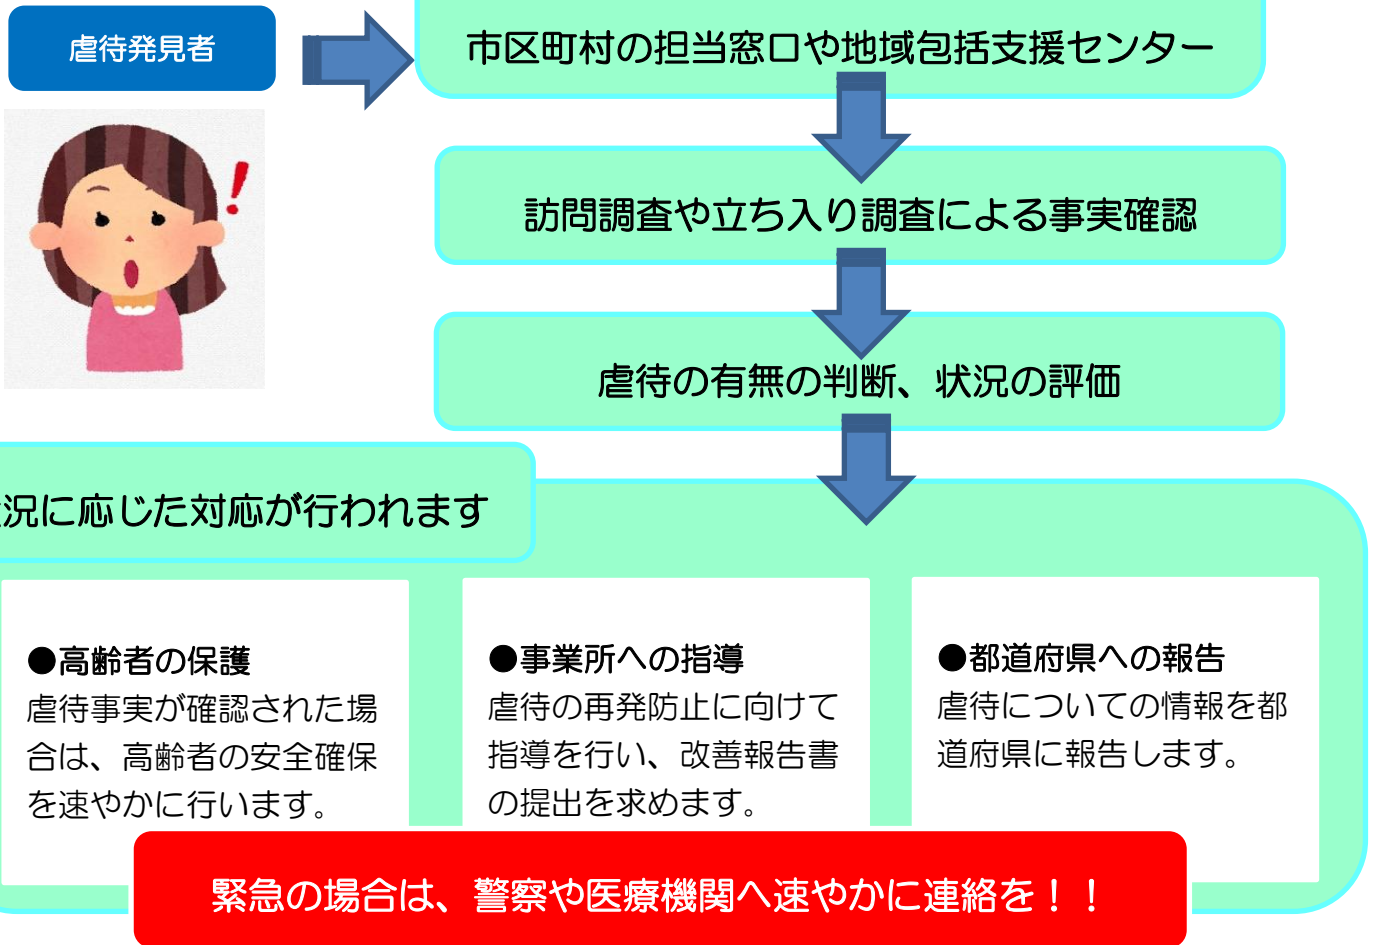 虐待発見者
市区町村の担当窓口や地域包括支援センター
訪問調査や立ち入り調査による事実確認
虐待の有無の判断、状況の評価
況に応じた対応が行われます
●高齢者の保護
虐待事実が確認された場
合は、高齢者の安全確保
を速やかに行います。
●事業所への指導
虐待の再発防止に向けて
指導を行い、改善報告書
の提出を求めます。
●都道府県への報告
虐待についての情報を都
道府県に報告します。
緊急の場合は、警察や医療機関へ速やかに連絡を！！